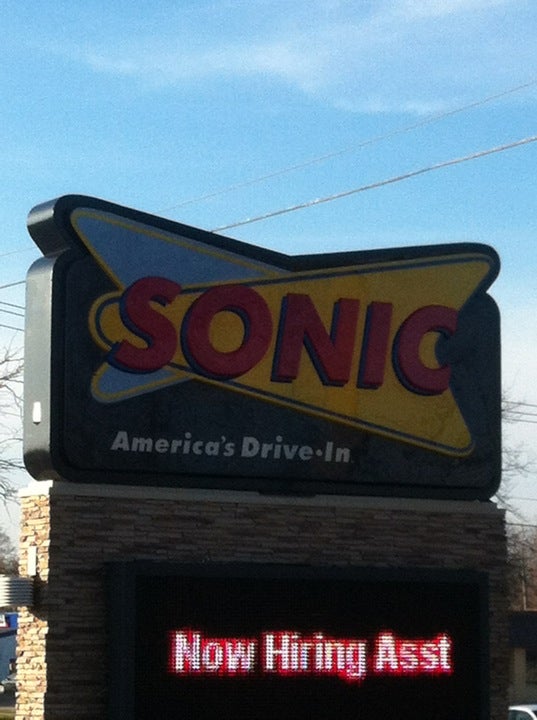 SONIC
America's Drive-In
Now Hiring Asst